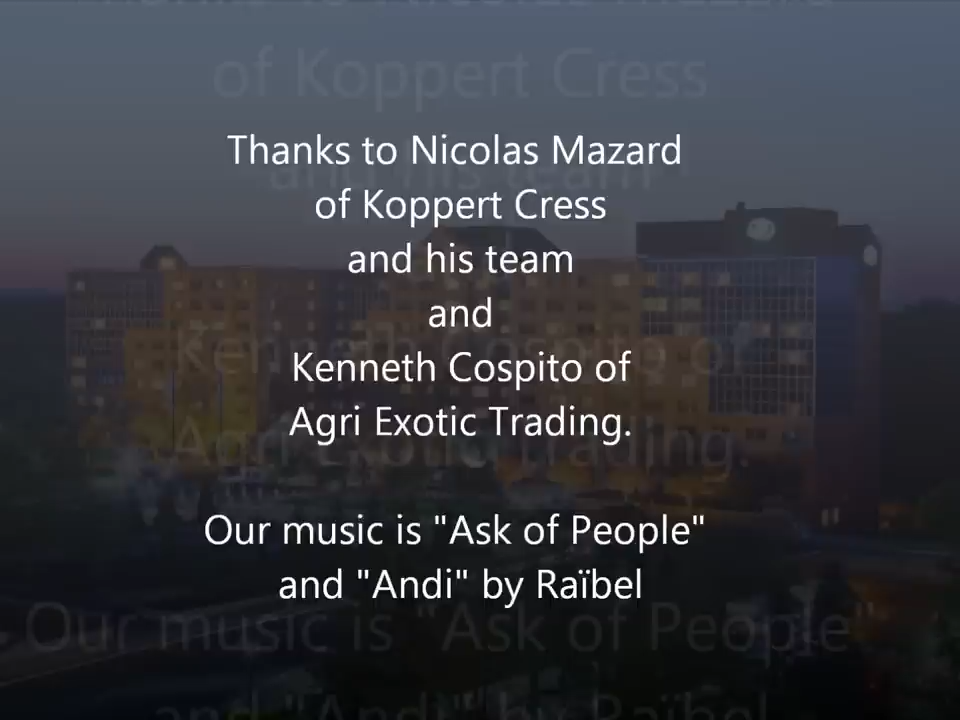 Thanks to Nicolas Mazard
of Koppert Cress
and his team
and
Kenneth Cospito of
Agri Exotic Trading.
Our music is "Ask of People"
and "Andi" by Raïbel